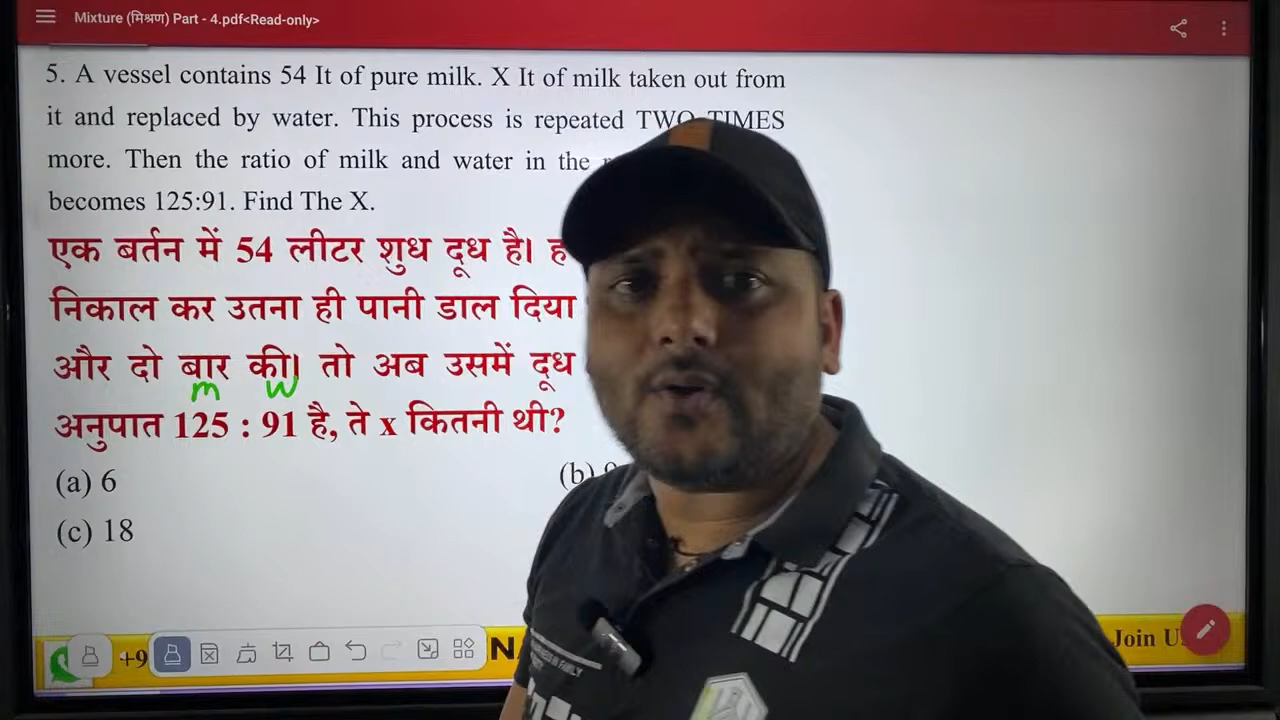 Mixture (मिश्रण) Part - 4.pdf<Read-only>
5. A vessel contains 54 It of pure milk. X It of milk taken out from
it and replaced by water. This process is repeated TWO TIMES
more. Then the ratio of milk and water in the
becomes 125:91. Find The X.
एक बर्तन में 54 लीटर शुध दूध है।
निकाल कर उतना ही पानी डाल दिया
और दो बार की। तो अब उसमें दूध
m w
अनुपात 125 : 91 है, ते x कितनी थी?
(a) 6
(b)
(c) 18
+9
Join